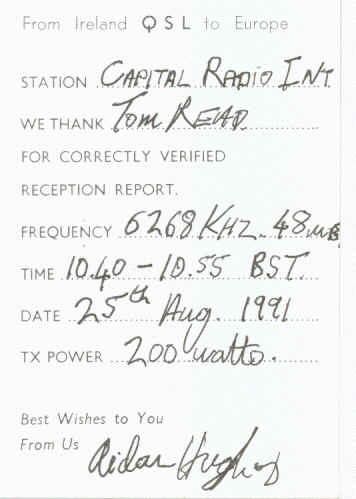 From Ireland QSL to Europe
STATION CAPITAL RADIO INT.
WE THANK TOM READ.
FOR CORRECTLY VERIFIED
RECEPTION REPORT.
FREQUENCY 6268 KHZ. 48 MB
TIME 10.40 - 10.55 BST.
DATE 25th Aug. 1991
TX POWER 200 watts.
Best Wishes to You
From Us Aidan Hughes